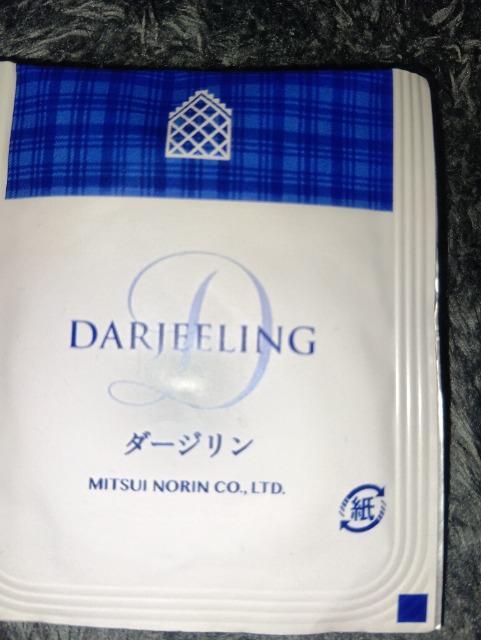 DARJEELING
D
ダージリン
MITSUI NORIN CO., LTD.
紙